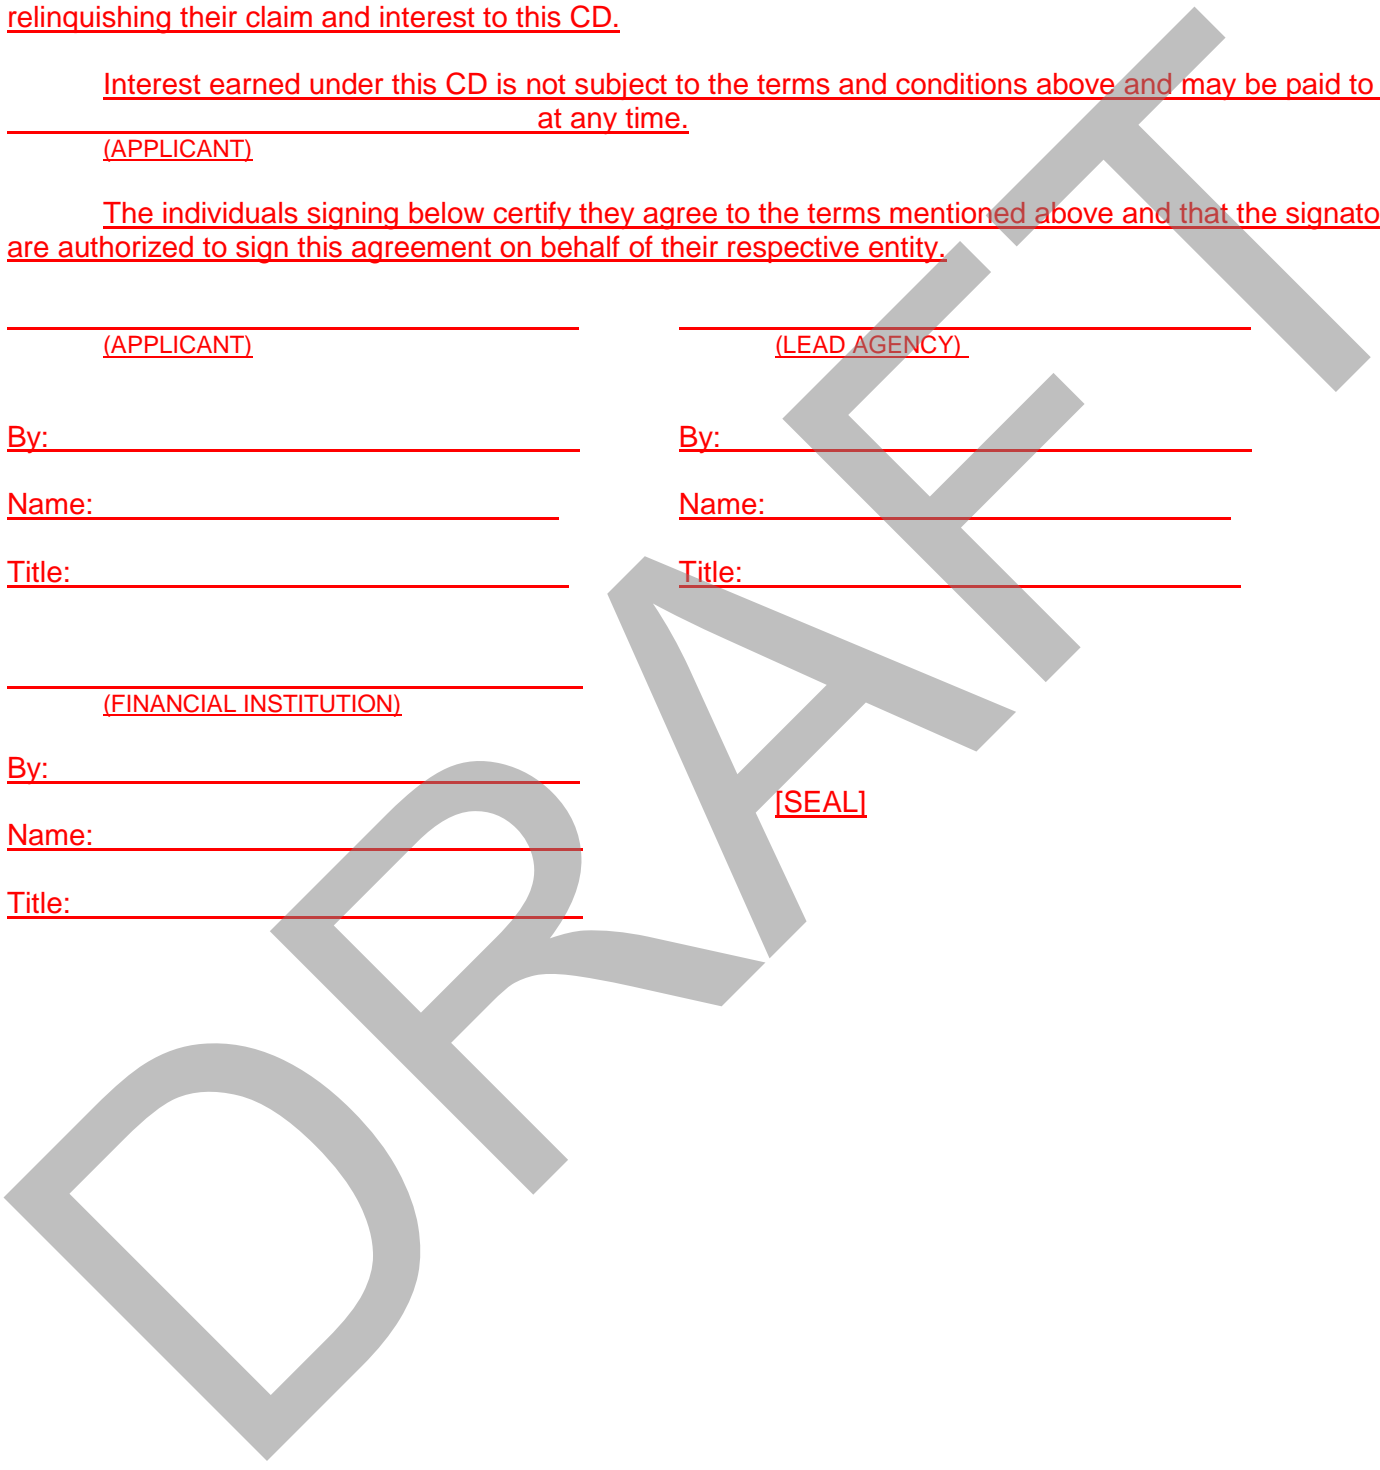 relinquishing their claim and interest to this CD.
Interest earned under this CD is not subject to the terms and conditions above and may be paid to
at any time.
(APPLICANT)
The individuals signing below certify they agree to the terms mentioned above and that the signato
are authorized to sign this agreement on behalf of their respective entity.
(APPLICANT)
(LEAD AGENCY)
By:
By:
Name:
Name:
Title:
Title:
(FINANCIAL INSTITUTION)
By:
[SEAL]
Name:
Title:
DRAFT